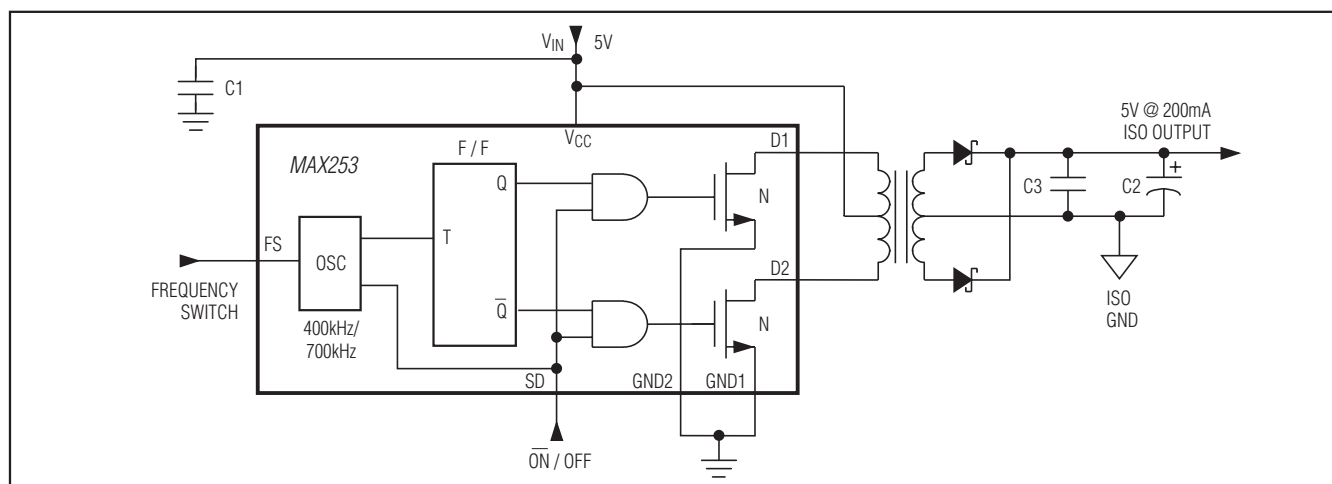 VIN 5V
C1
VCC
MAX253
F / F
D1
5V @ 200mA
ISO OUTPUT
Q
N
C3
C2
+
FS
OSC
T
D2
FREQUENCY
SWITCH
400kHz/
700kHz
Q̅
N
ISO
GND
SD
GND2
GND1
O̅N̅ / OFF